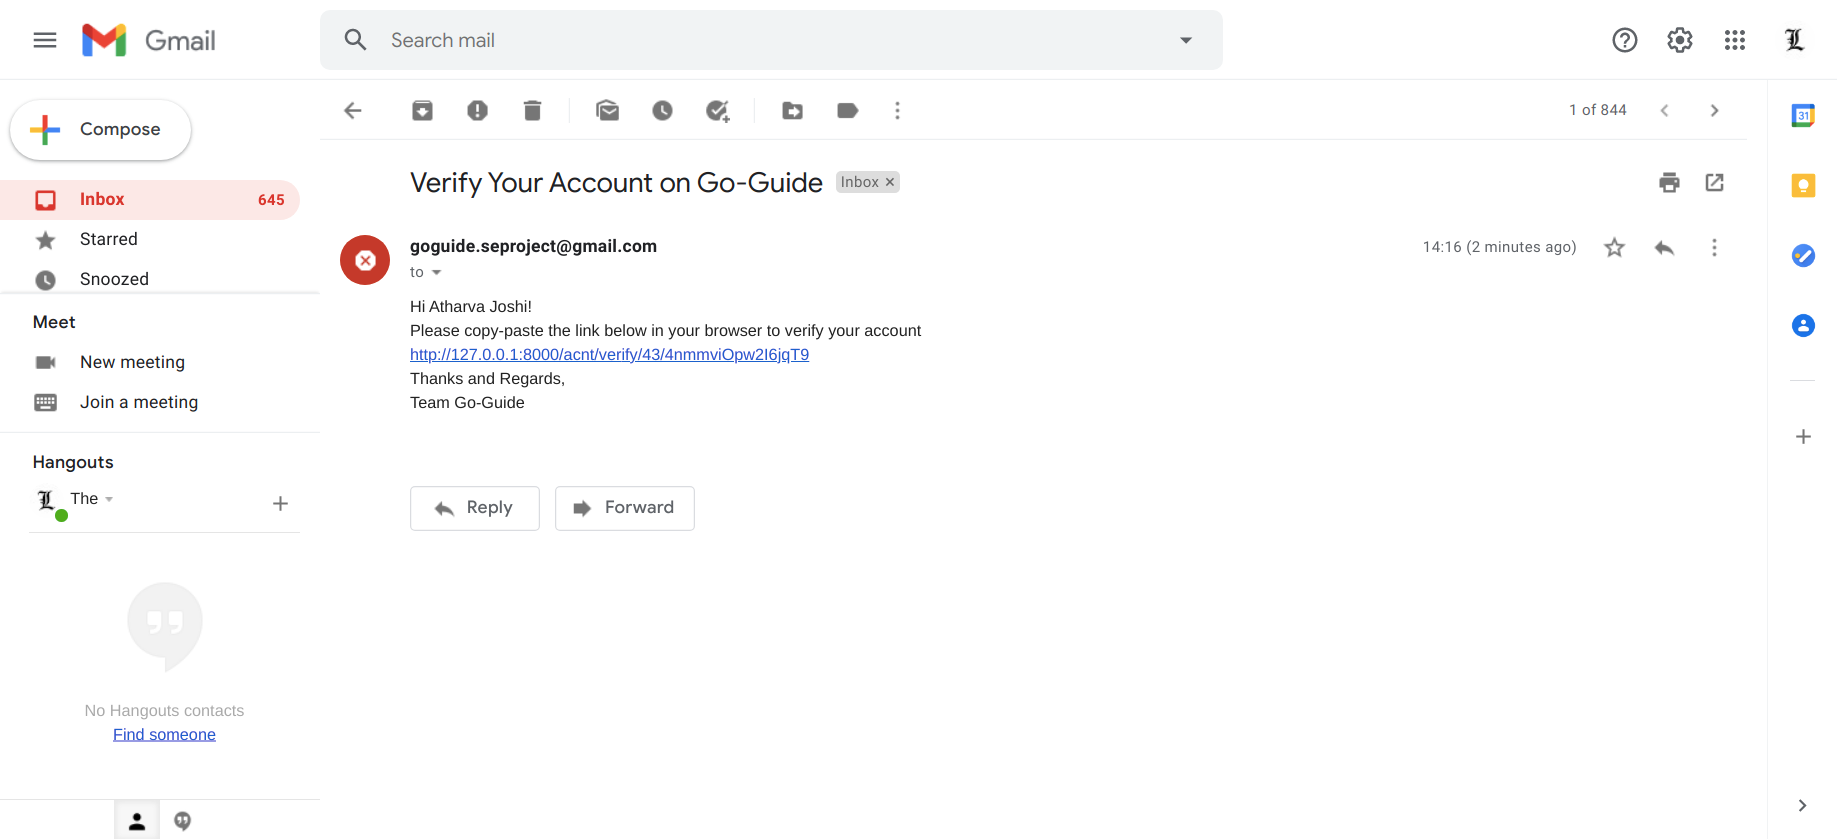 Gmail
Search mail
Compose
1 of 844
Inbox 645
Starred
Snoozed
Meet
New meeting
Join a meeting
Hangouts
The
No Hangouts contacts
Find someone
Verify Your Account on Go-Guide Inbox ×
goguide.seproject@gmail.com 14:16 (2 minutes ago)
to
Hi Atharva Joshi!
Please copy-paste the link below in your browser to verify your account
http://127.0.0.1:8000/acnt/verify/43/4nmmviOpw2I6jqT9
Thanks and Regards,
Team Go-Guide
Reply Forward
31